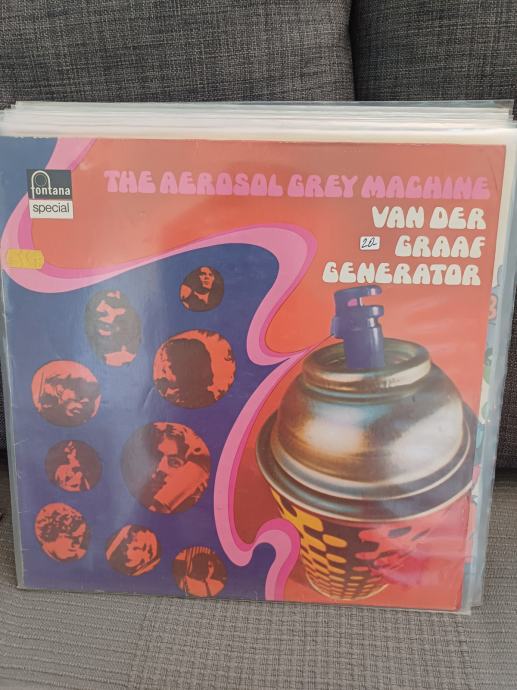 fontana
special
THE AEROSOL GREY MACHINE
VAN DER
GRAAF
GENERATOR